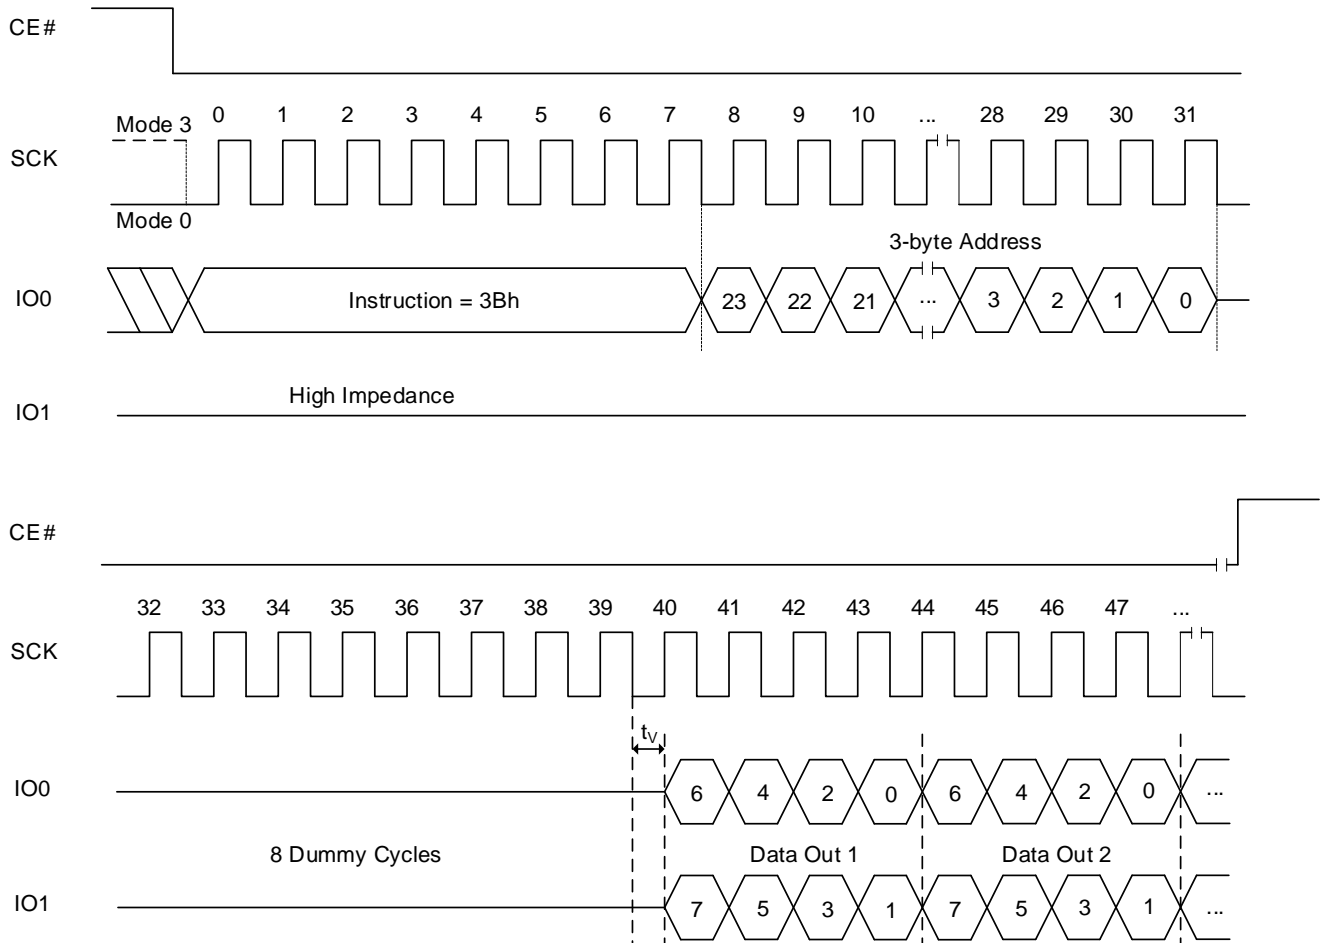 CE#
0 1 2 3 4 5 6 7 8 9 10 ... 28 29 30 31
Mode 3
SCK
Mode 0
3-byte Address
IO0 Instruction = 3Bh 23 22 21 ... 3 2 1 0
High Impedance
IO1
CE#
32 33 34 35 36 37 38 39 40 41 42 43 44 45 46 47 ...
SCK
tV
IO0 6 4 2 0 6 4 2 0 ...
8 Dummy Cycles Data Out 1 Data Out 2
IO1 7 5 3 1 7 5 3 1 ...